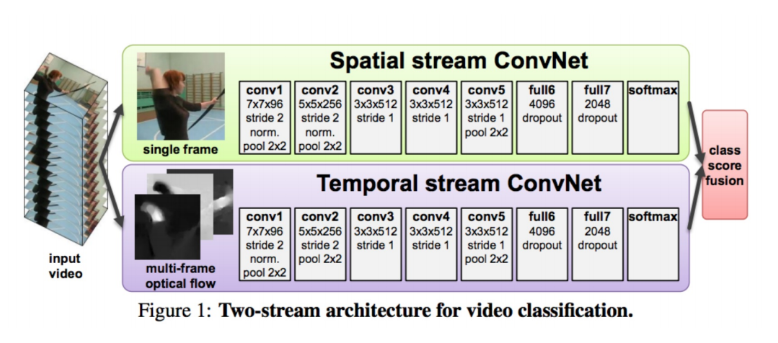 Spatial stream ConvNet
single frame
conv1
7x7x96
stride 2
norm.
pool 2x2
conv2
5x5x256
stride 2
norm.
pool 2x2
conv3
3x3x512
stride 1
conv4
3x3x512
stride 1
conv5
3x3x512
stride 1
pool 2x2
full6
4096
dropout
full7
2048
dropout
softmax
Temporal stream ConvNet
input
video
multi-frame
optical flow
conv1
7x7x96
stride 2
norm.
pool 2x2
conv2
5x5x256
stride 2
pool 2x2
conv3
3x3x512
stride 1
conv4
3x3x512
stride 1
conv5
3x3x512
stride 1
pool 2x2
full6
4096
dropout
full7
2048
dropout
softmax
class
score
fusion
Figure 1: Two-stream architecture for video classification.